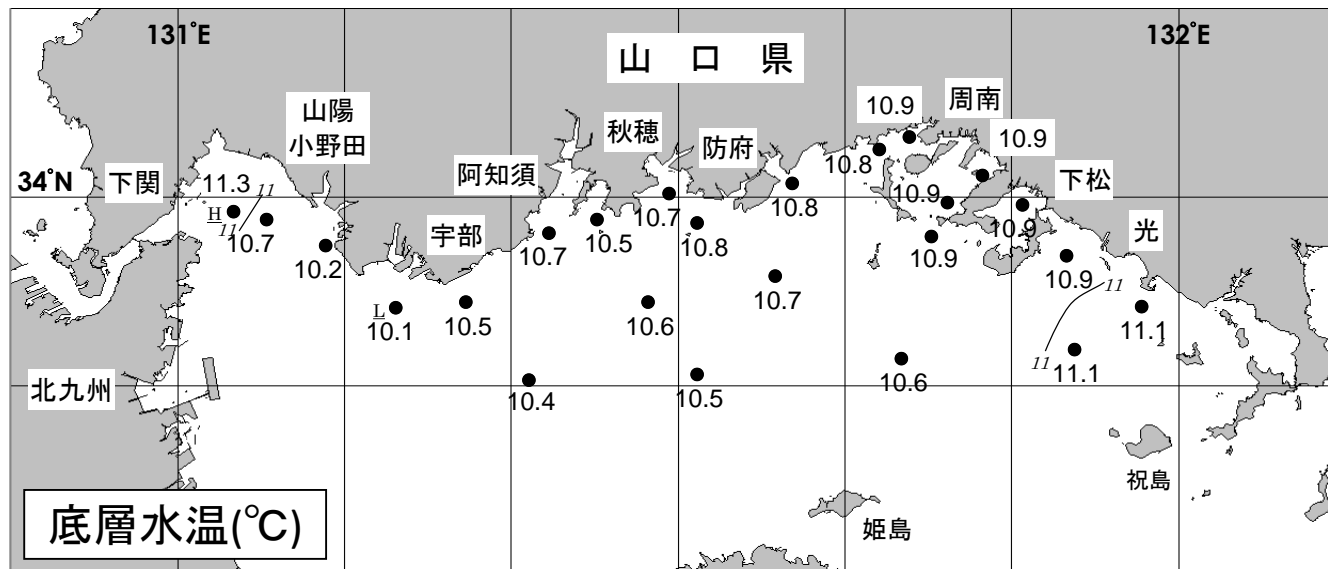 131°E
132°E
山口県
山陽
小野田
秋穂
防府
10.9
周南
10.9
10.8
阿知須
34°N
下関
11.3
11
H
11
10.7
10.2
宇部
10.7
10.5
10.7
10.8
10.8
10.9
10.9
下松
10.9
光
10.9
11
L
10.1
10.5
10.6
10.7
11.1
11
11.1
10.6
北九州
10.4
10.5
祝島
姫島
底層水温(℃)